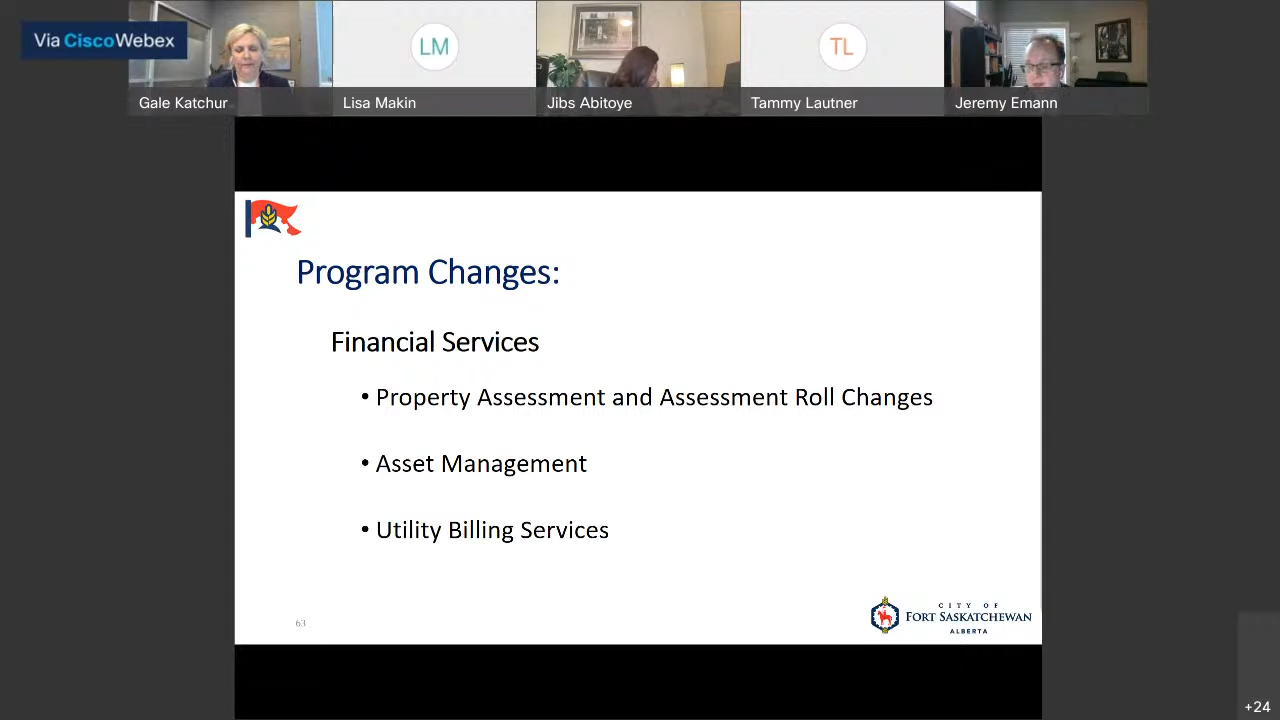 Via CiscoWebex
LM
TL
Gale Katchur
Lisa Makin
Jibs Abitoye
Tammy Lautner
Jeremy Emann
Program Changes:
Financial Services
• Property Assessment and Assessment Roll Changes
• Asset Management
• Utility Billing Services
63
CITY OF
FORT SASKATCHEWAN
ALBERTA
+24